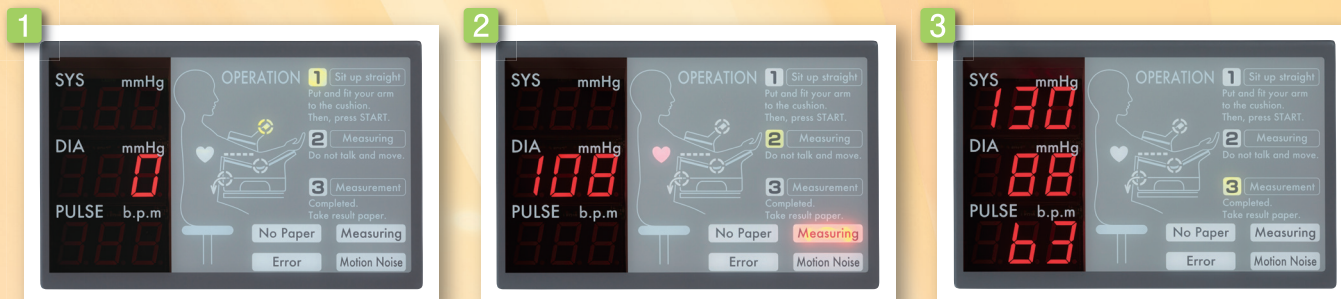 1
SYS mmHg
DIA mmHg
0
PULSE b.p.m
OPERATION
1 Sit up straight
Put and fit your arm
to the cushion.
Then, press START.
2 Measuring
Do not talk and move.
3 Measurement
Completed.
Take result paper.
No Paper Measuring
Error Motion Noise
2
SYS mmHg
DIA mmHg
108
PULSE b.p.m
OPERATION
1 Sit up straight
Put and fit your arm
to the cushion.
Then, press START.
2 Measuring
Do not talk and move.
3 Measurement
Completed.
Take result paper.
No Paper Measuring
Error Motion Noise
3
SYS mmHg
130
DIA mmHg
88
PULSE b.p.m
63
OPERATION
1 Sit up straight
Put and fit your arm
to the cushion.
Then, press START.
2 Measuring
Do not talk and move.
3 Measurement
Completed.
Take result paper.
No Paper Measuring
Error Motion Noise